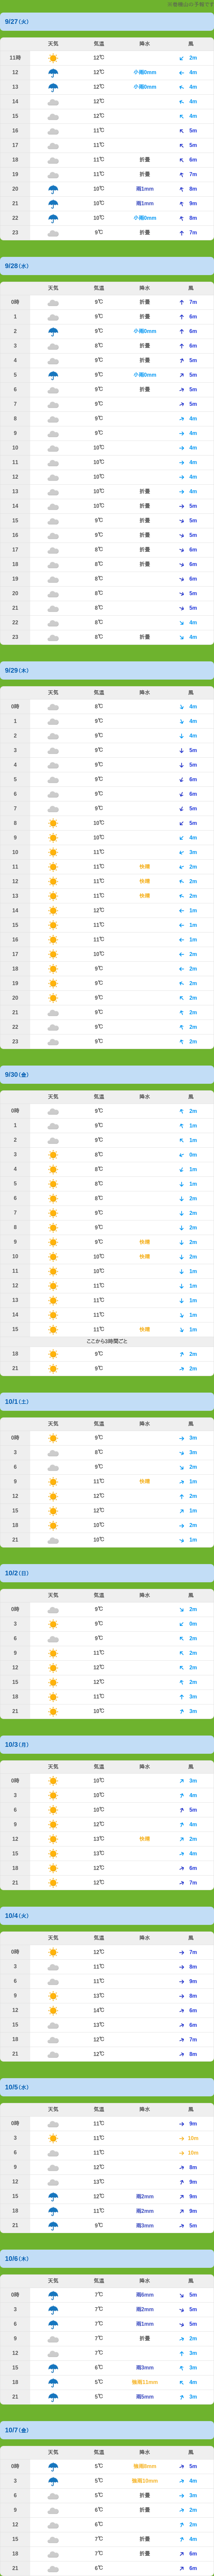 ※岩勝山の予報です
9/27(火)
天気 気温 降水 風
11時 12℃ 2m
12 11℃ 小雨0mm 4m
13 12℃ 小雨0mm 4m
14 12℃ 4m
15 12℃ 4m
16 11℃ 5m
17 11℃ 5m
18 11℃ 折畳 6m
19 11℃ 折畳 7m
20 10℃ 雨1mm 8m
21 10℃ 雨1mm 9m
22 10℃ 小雨0mm 8m
23 9℃ 折畳 7m
9/28(水)
天気 気温 降水 風
0時 9℃ 折畳 7m
1 9℃ 折畳 6m
2 9℃ 小雨0mm 6m
3 8℃ 折畳 6m
4 9℃ 折畳 5m
5 9℃ 小雨0mm 5m
6 9℃ 折畳 5m
7 9℃ 5m
8 9℃ 4m
9 9℃ 4m
10 10℃ 4m
11 10℃ 4m
12 10℃ 4m
13 10℃ 折畳 4m
14 10℃ 折畳 5m
15 9℃ 折畳 5m
16 9℃ 折畳 5m
17 8℃ 折畳 6m
18 8℃ 折畳 6m
19 8℃ 6m
20 8℃ 5m
21 8℃ 5m
22 8℃ 4m
23 8℃ 折畳 4m
9/29(木)
天気 気温 降水 風
0時 8℃ 4m
1 9℃ 4m
2 9℃ 4m
3 9℃ 5m
4 9℃ 5m
5 9℃ 6m
6 9℃ 6m
7 9℃ 5m
8 10℃ 5m
9 10℃ 4m
10 11℃ 3m
11 11℃ 快晴 2m
12 11℃ 快晴 2m
13 11℃ 快晴 2m
14 12℃ 1m
15 11℃ 1m
16 11℃ 1m
17 10℃ 2m
18 9℃ 2m
19 9℃ 2m
20 9℃ 2m
21 9℃ 2m
22 9℃ 2m
23 9℃ 2m
9/30(金)
天気 気温 降水 風
0時 9℃ 2m
1 9℃ 1m
2 9℃ 1m
3 9℃ 0m
4 8℃ 1m
5 8℃ 1m
6 8℃ 2m
7 9℃ 2m
8 9℃ 2m
9 9℃ 快晴 2m
10 10℃ 快晴 2m
11 10℃ 1m
12 11℃ 1m
13 11℃ 1m
14 11℃ 1m
15 11℃ 快晴 1m
ここから3時間ごと
18 9℃ 2m
21 9℃ 2m
10/1(土)
天気 気温 降水 風
0時 9℃ 3m
3 8℃ 3m
6 9℃ 2m
9 11℃ 快晴 1m
12 12℃ 2m
15 12℃ 1m
18 10℃ 2m
21 10℃ 1m
10/2(日)
天気 気温 降水 風
0時 9℃ 2m
3 9℃ 0m
6 9℃ 2m
9 11℃ 2m
12 12℃ 2m
15 12℃ 2m
18 11℃ 3m
21 10℃ 3m
10/3(月)
天気 気温 降水 風
0時 10℃ 3m
3 10℃ 4m
6 10℃ 5m
9 12℃ 4m
12 13℃ 快晴 2m
15 13℃ 4m
18 12℃ 6m
21 12℃ 7m
10/4(火)
天気 気温 降水 風
0時 12℃ 7m
3 11℃ 8m
6 11℃ 9m
9 13℃ 8m
12 14℃ 6m
15 13℃ 6m
18 12℃ 7m
21 12℃ 8m
10/5(水)
天気 気温 降水 風
0時 11℃ 9m
3 11℃ 10m
6 11℃ 10m
9 12℃ 8m
12 13℃ 9m
15 12℃ 雨2mm 9m
18 11℃ 雨2mm 9m
21 9℃ 雨3mm 5m
10/6(木)
天気 気温 降水 風
0時 7℃ 雨6mm 5m
3 7℃ 雨2mm 5m
6 7℃ 雨1mm 5m
9 7℃ 折畳 2m
12 7℃ 3m
15 6℃ 雨3mm 3m
18 5℃ 強雨11mm 4m
21 5℃ 雨5mm 3m
10/7(金)
天気 気温 降水 風
0時 5℃ 強雨8mm 5m
3 5℃ 強雨10mm 4m
6 5℃ 折畳 3m
9 6℃ 折畳 2m
12 7℃ 2m
15 7℃ 折畳 4m
18 7℃ 折畳 6m
21 6℃ 6m